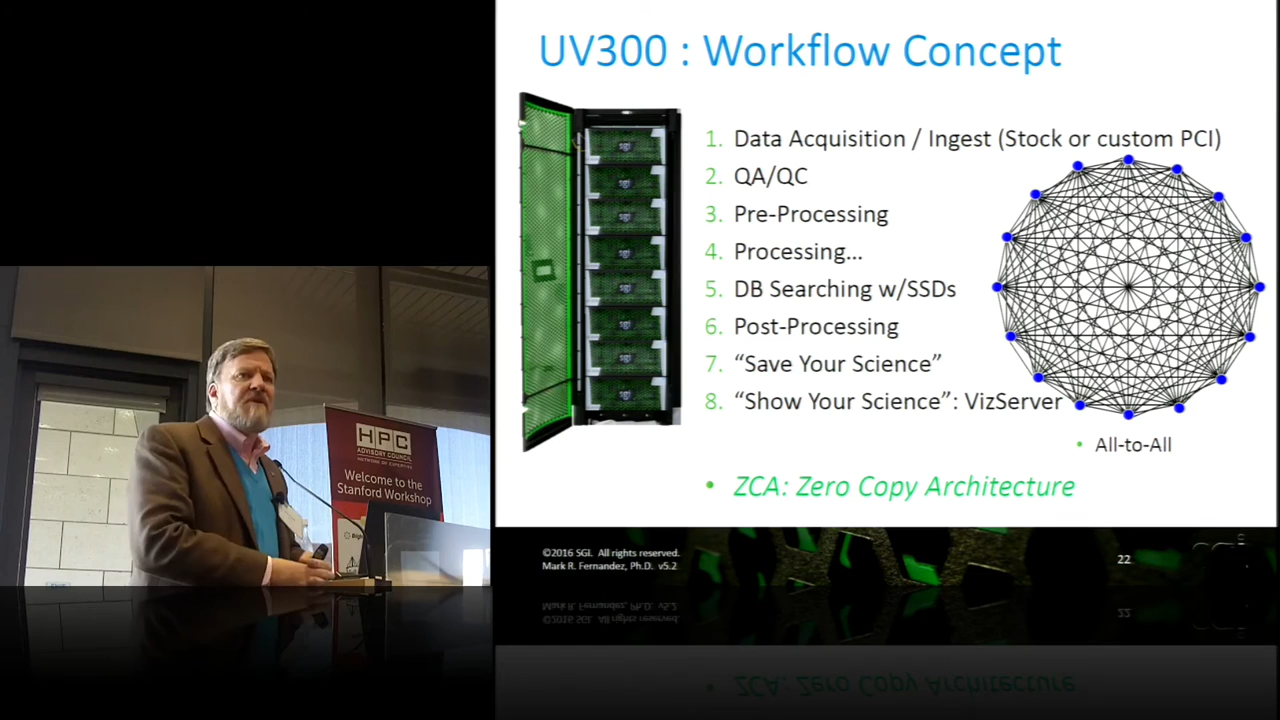 UV300 : Workflow Concept
1. Data Acquisition / Ingest (Stock or custom PCI)
2. QA/QC
3. Pre-Processing
4. Processing...
5. DB Searching w/SSDs
6. Post-Processing
7. “Save Your Science”
8. “Show Your Science”: VizServer
• All-to-All
• ZCA: Zero Copy Architecture
©2016 SGI. All rights reserved.
Mark R. Fernandez, Ph.D. v5.2
22
HPC
ADVISORY COUNCIL
NETWORK OF EXPERTISE
Welcome to the
Stanford Workshop